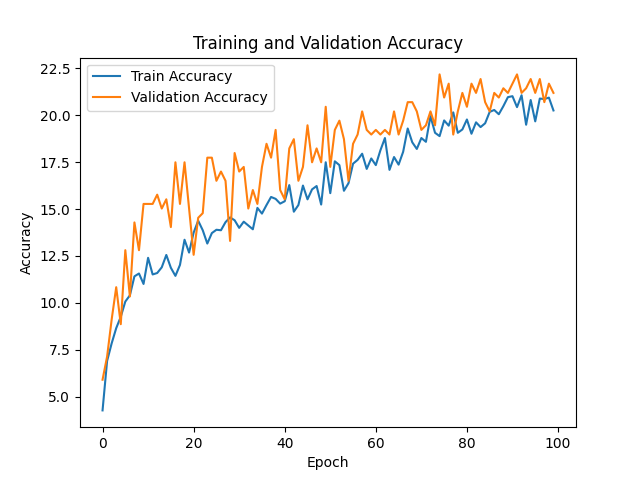 Training and Validation Accuracy
Train Accuracy
Validation Accuracy
22.5
20.0
17.5
15.0
12.5
10.0
7.5
5.0
Accuracy
0 20 40 60 80 100
Epoch